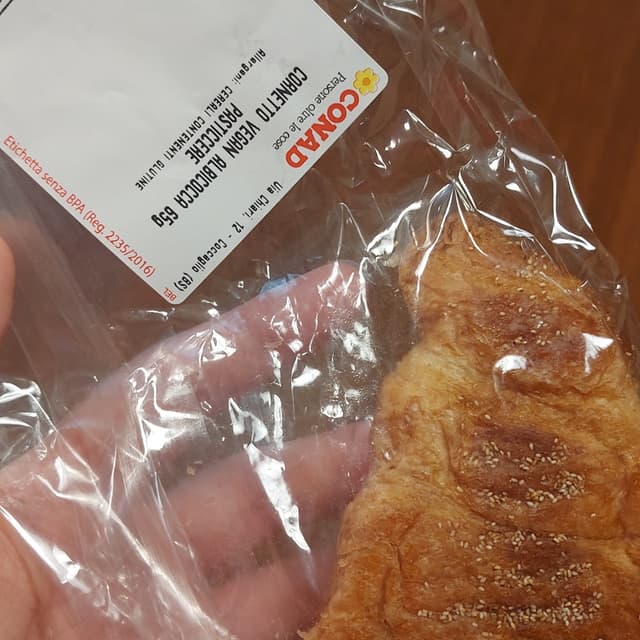 CONAD
Persone oltre le cose
Via Chiari, 12 - Coccaglio (BS)
CORNETTO VEGAN ALBICOCCA 65g
PASTICCERE
Allergeni: CEREALI CONTENENTI GLUTINE
Etichetta senza BPA (Reg. 2235/2016)